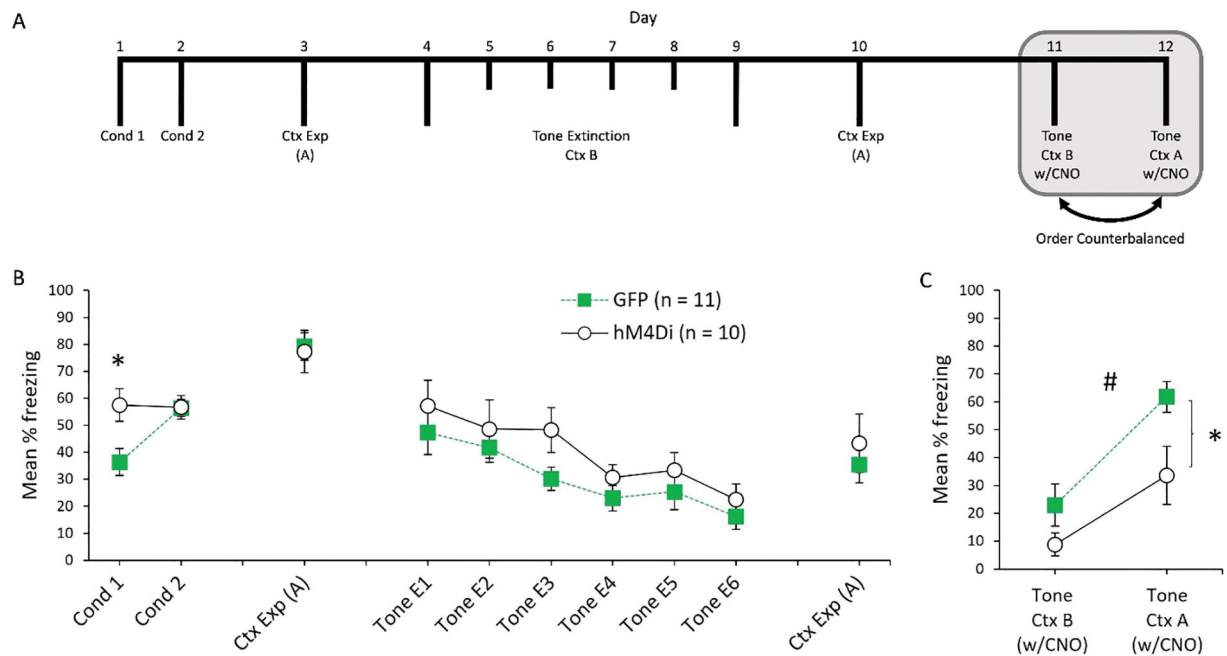 A
Day
1 2 3 4 5 6 7 8 9 10 11 12
Cond 1 Cond 2 Ctx Exp Tone Extinction Ctx Exp Tone Tone
(A) Ctx B (A) Ctx B Ctx A
w/CNO w/CNO
Order Counterbalanced
B
Mean % freezing
100
90
80
70
60
50
40
30
20
10
0
*
GFP (n = 11)
hM4Di (n = 10)
Cond 1
Cond 2
Ctx Exp (A)
Tone E1
Tone E2
Tone E3
Tone E4
Tone E5
Tone E6
Ctx Exp (A)
C
Mean % freezing
100
90
80
70
60
50
40
30
20
10
0
#
*
Tone Tone
Ctx B Ctx A
(w/CNO) (w/CNO)